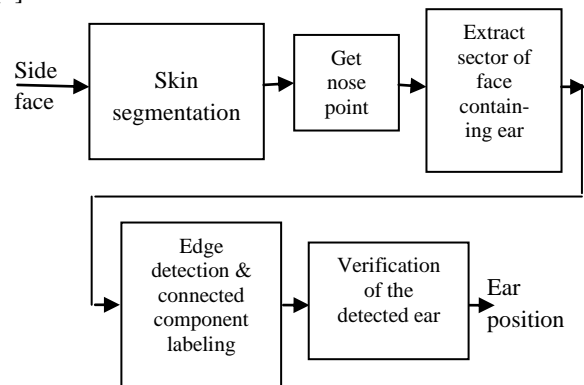 Side
face
Skin
segmentation
Get
nose
point
Extract
sector of
face
contain-
ing ear
Edge
detection &
connected
component
labeling
Verification
of the
detected ear
Ear
position